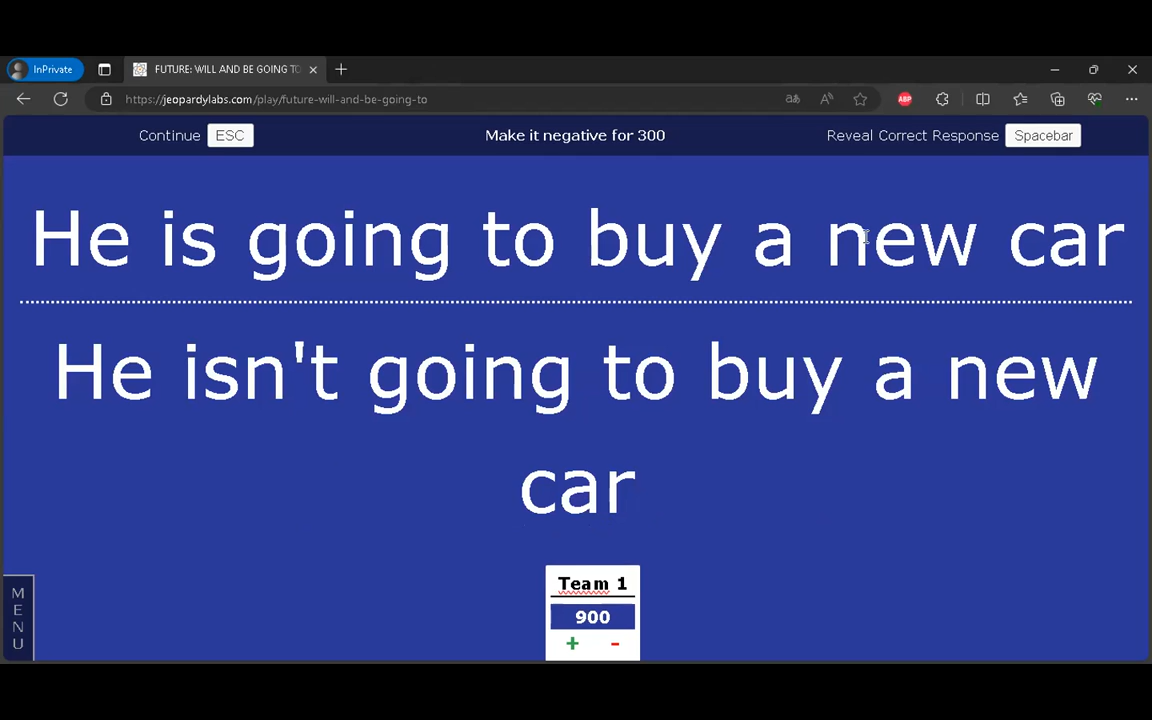 InPrivate
FUTURE: WILL AND BE GOING TO
https://jeopardylabs.com/play/future-will-and-be-going-to
ABP
Continue ESC
Make it negative for 300
Reveal Correct Response Spacebar
He is going to buy a new car
He isn't going to buy a new
car
Team 1
900
+ -
MENU